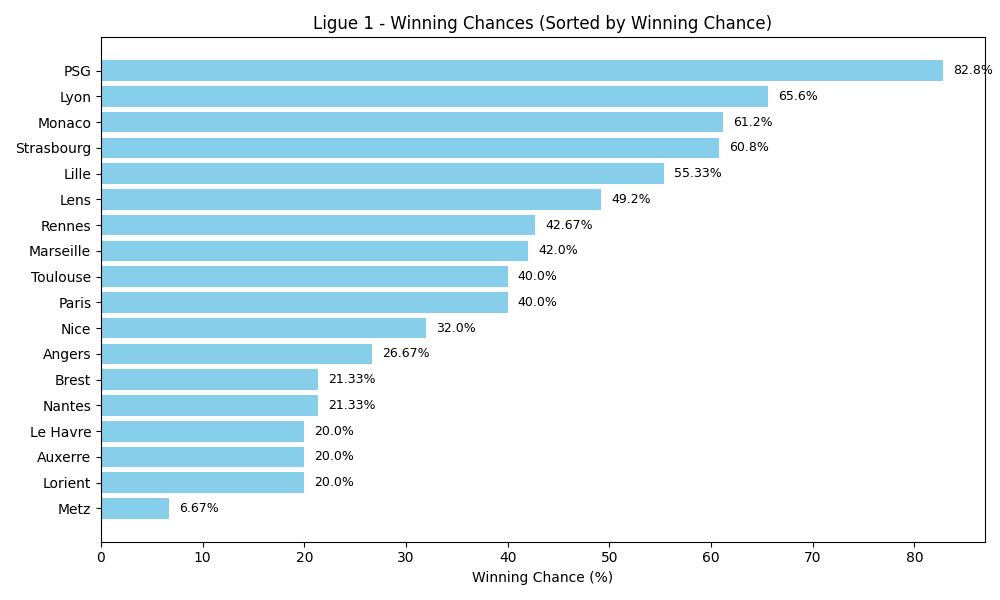 Ligue 1 - Winning Chances (Sorted by Winning Chance)
PSG 82.8%
Lyon 65.6%
Monaco 61.2%
Strasbourg 60.8%
Lille 55.33%
Lens 49.2%
Rennes 42.67%
Marseille 42.0%
Toulouse 40.0%
Paris 40.0%
Nice 32.0%
Angers 26.67%
Brest 21.33%
Nantes 21.33%
Le Havre 20.0%
Auxerre 20.0%
Lorient 20.0%
Metz 6.67%
0 10 20 30 40 50 60 70 80
Winning Chance (%)